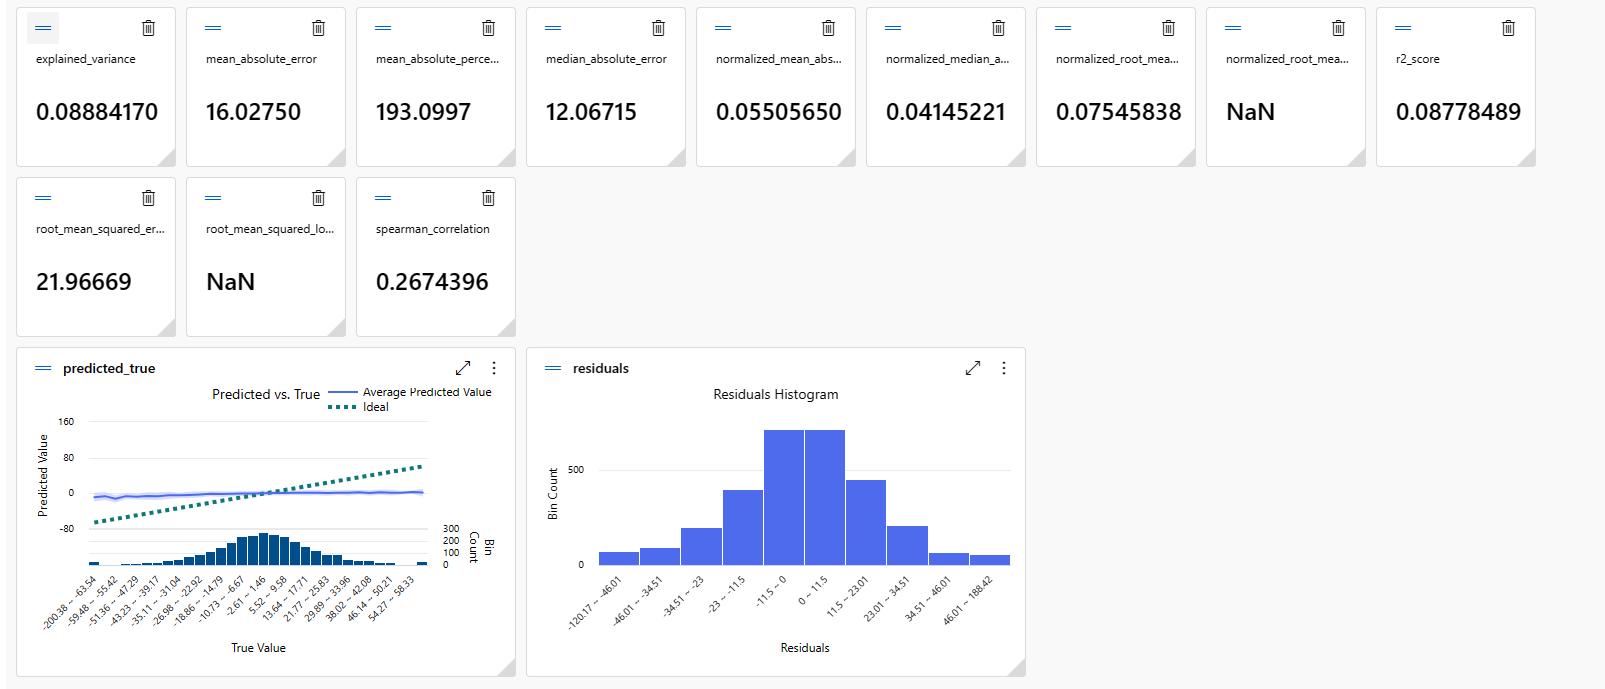 explained_variance
0.08884170
mean_absolute_error
16.02750
mean_absolute_perce...
193.0997
median_absolute_error
12.06715
normalized_mean_abs...
0.05505650
normalized_median_a...
0.04145221
normalized_root_mea...
0.07545838
normalized_root_mea...
NaN
r2_score
0.08778489
root_mean_squared_er...
21.96669
root_mean_squared_lo...
NaN
spearman_correlation
0.2674396
predicted_true
Predicted vs. True
Average Predicted Value
Ideal
Predicted Value
160
80
0
-80
300
200
100
0
Bin Count
-200.38 ~ -63.54
-59.48 ~ -55.42
-51.36 ~ -47.29
-43.23 ~ -39.17
-35.11 ~ -31.04
-26.98 ~ -22.92
-18.86 ~ -14.79
-10.73 ~ -6.67
-2.61 ~ 1.46
5.52 ~ 9.58
13.64 ~ 17.71
21.77 ~ 25.83
29.89 ~ 33.96
38.02 ~ 42.08
46.14 ~ 50.21
54.27 ~ 58.33
True Value
residuals
Residuals Histogram
Bin Count
500
0
-120.17 ~ -46.01
-46.01 ~ -34.51
-34.51 ~ -23
-23 ~ -11.5
-11.5 ~ 0
0 ~ 11.5
11.5 ~ 23.01
23.01 ~ 34.51
34.51 ~ 46.01
46.01 ~ 188.42
Residuals